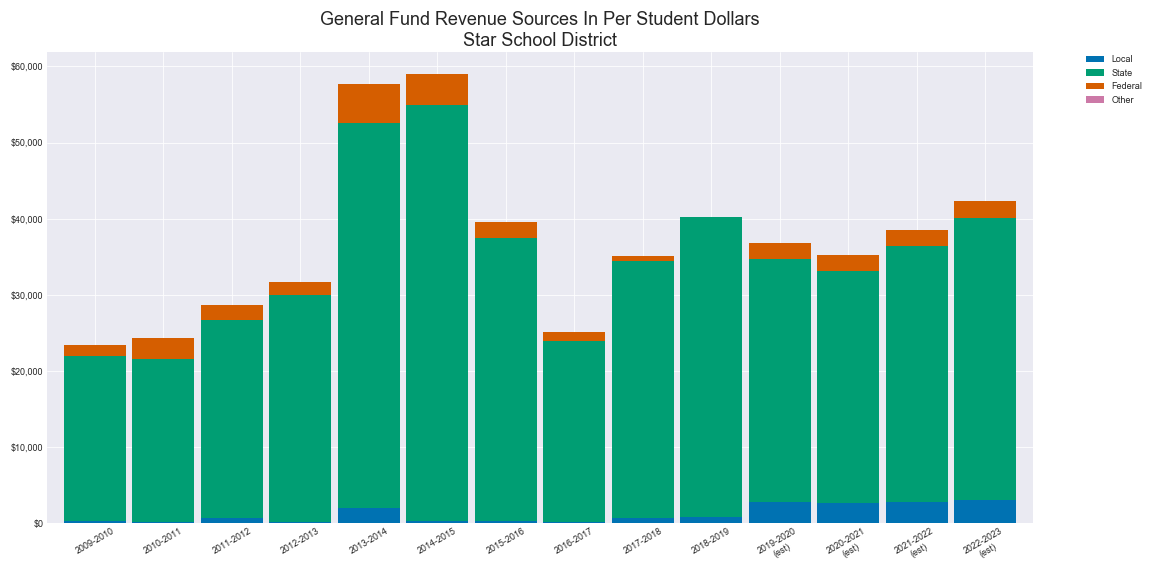 General Fund Revenue Sources In Per Student Dollars
Star School District
Local
State
Federal
Other
$60,000
$50,000
$40,000
$30,000
$20,000
$10,000
$0
2009-2010
2010-2011
2011-2012
2012-2013
2013-2014
2014-2015
2015-2016
2016-2017
2017-2018
2018-2019
2019-2020
(est)
2020-2021
(est)
2021-2022
(est)
2022-2023
(est)